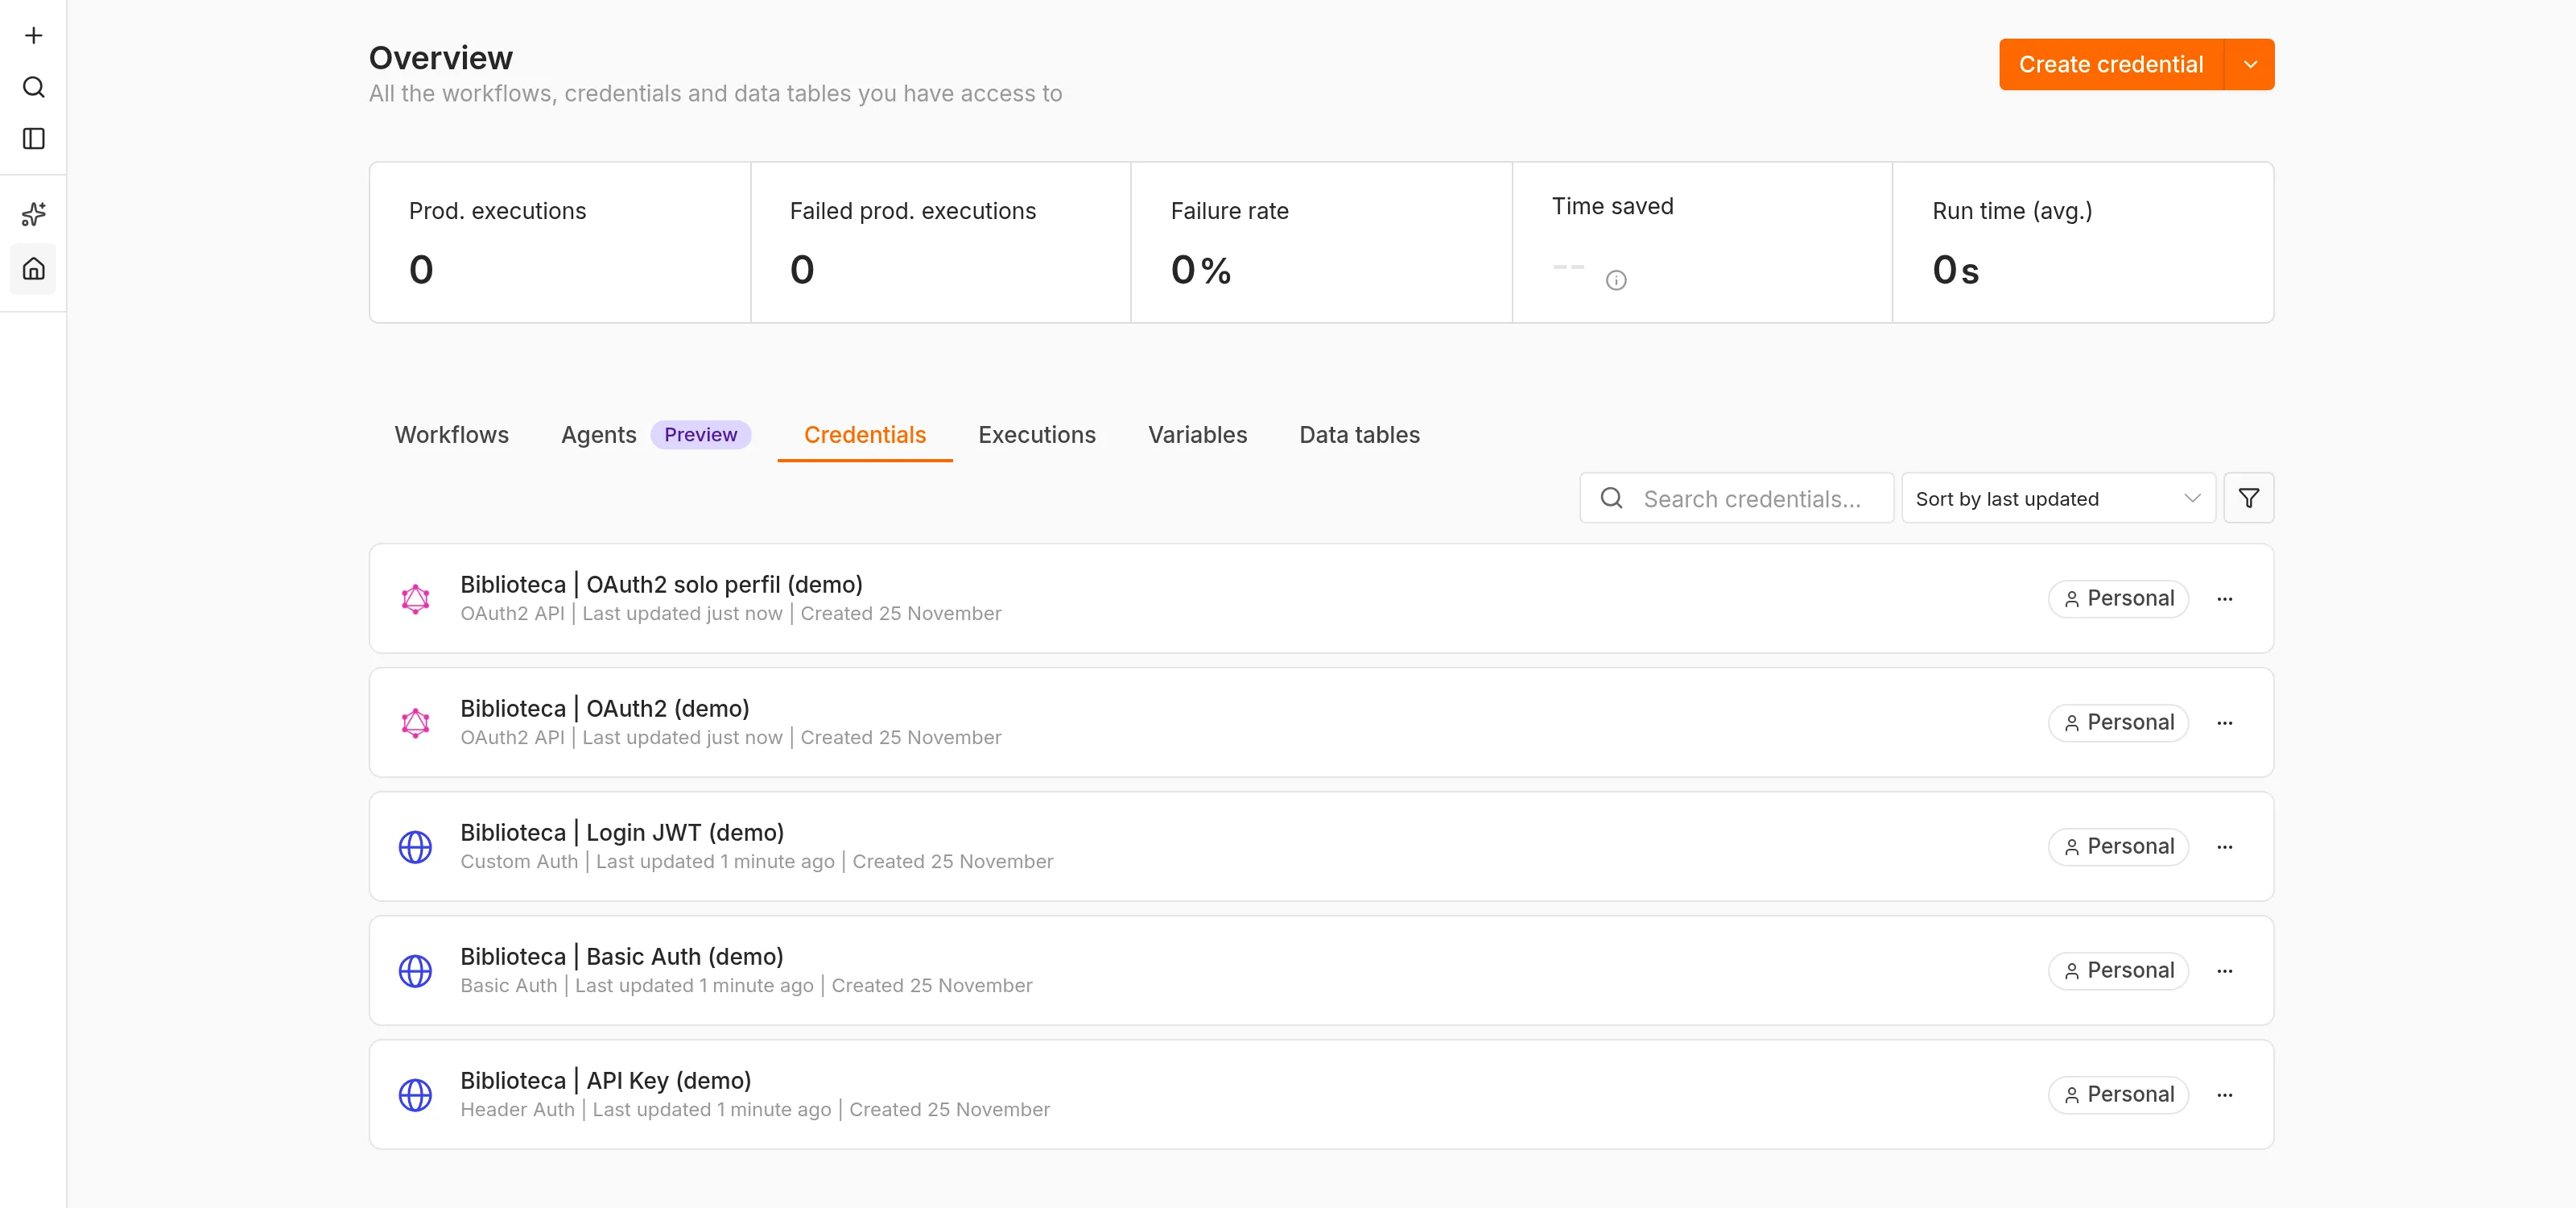 Overview
All the workflows, credentials and data tables you have access to
Create credential
Prod. executions
0
Failed prod. executions
0
Failure rate
0%
Time saved
--
Run time (avg.)
0s
Workflows
Agents Preview
Credentials
Executions
Variables
Data tables
Search credentials...
Sort by last updated
Biblioteca | OAuth2 solo perfil (demo)
OAuth2 API | Last updated just now | Created 25 November
Personal
Biblioteca | OAuth2 (demo)
OAuth2 API | Last updated just now | Created 25 November
Personal
Biblioteca | Login JWT (demo)
Custom Auth | Last updated 1 minute ago | Created 25 November
Personal
Biblioteca | Basic Auth (demo)
Basic Auth | Last updated 1 minute ago | Created 25 November
Personal
Biblioteca | API Key (demo)
Header Auth | Last updated 1 minute ago | Created 25 November
Personal